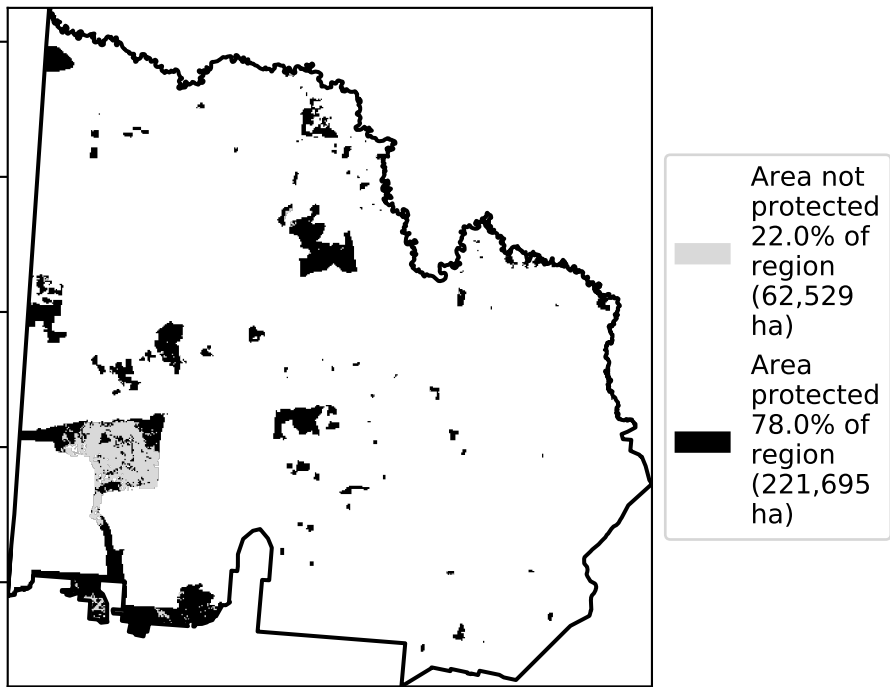 Area not
protected
22.0% of
region
(62,529
ha)
Area
protected
78.0% of
region
(221,695
ha)